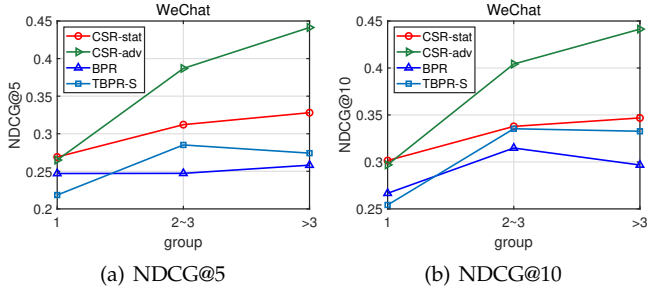 WeChat
0.45
0.4
0.35
0.3
0.25
0.2
NDCG@5
CSR-stat
CSR-adv
BPR
TBPR-S
1
2~3
>3
group
(a) NDCG@5
WeChat
0.45
0.4
0.35
0.3
0.25
NDCG@10
CSR-stat
CSR-adv
BPR
TBPR-S
1
2~3
>3
group
(b) NDCG@10